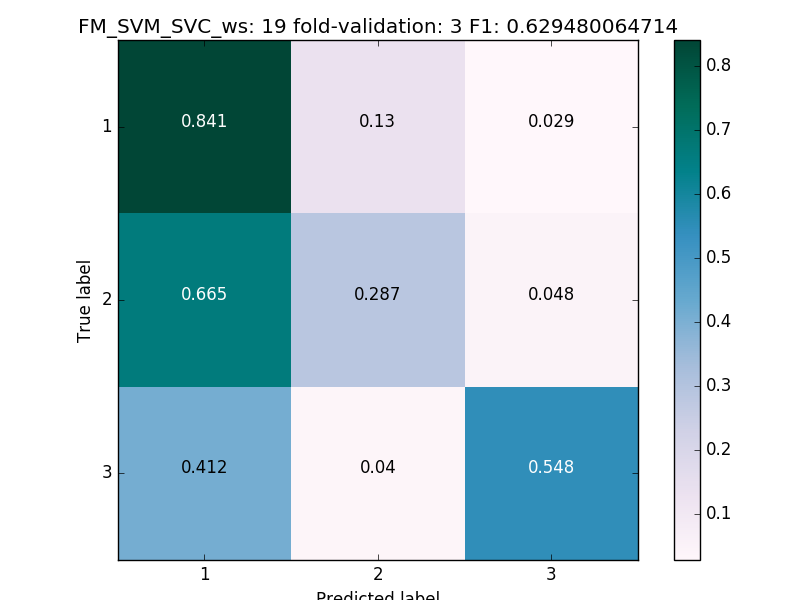 FM_SVM_SVC_ws: 19 fold-validation: 3 F1: 0.629480064714
0.8
1 0.841 0.13 0.029
0.7
0.6
0.5
True label
2 0.665 0.287 0.048
0.4
0.3
0.2
3 0.412 0.04 0.548
0.1
1 2 3
Predicted label